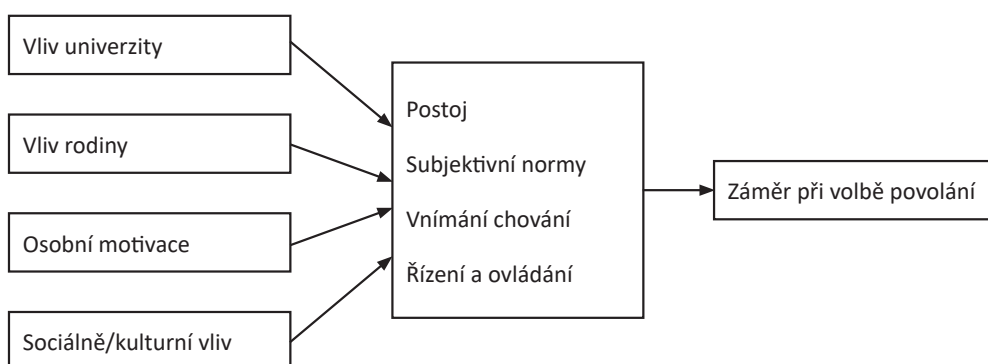 Vliv univerzity
Vliv rodiny
Osobní motivace
Sociálně/kulturní vliv
Postoj
Subjektivní normy
Vnímání chování
Řízení a ovládání
Záměr při volbě povolání